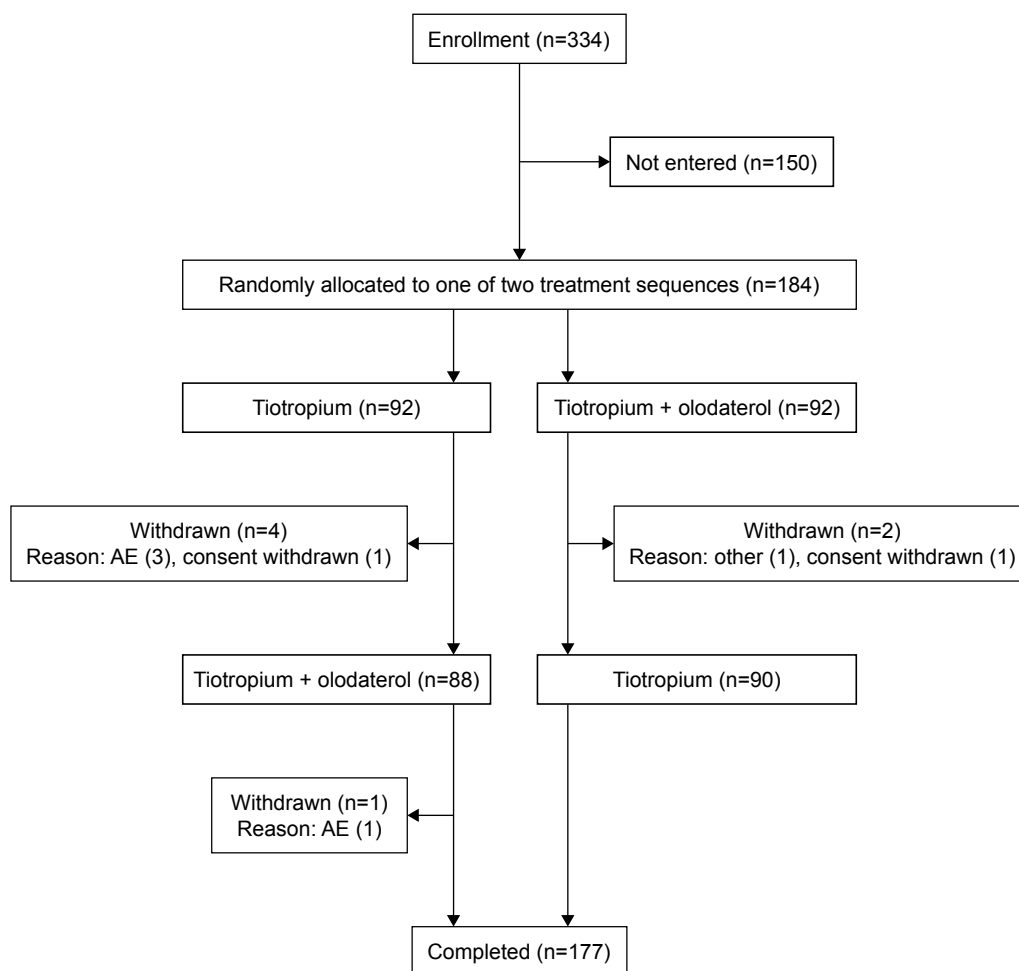 Enrollment (n=334)
Not entered (n=150)
Randomly allocated to one of two treatment sequences (n=184)
Tiotropium (n=92)
Tiotropium + olodaterol (n=92)
Withdrawn (n=4)
Reason: AE (3), consent withdrawn (1)
Withdrawn (n=2)
Reason: other (1), consent withdrawn (1)
Tiotropium + olodaterol (n=88)
Tiotropium (n=90)
Withdrawn (n=1)
Reason: AE (1)
Completed (n=177)